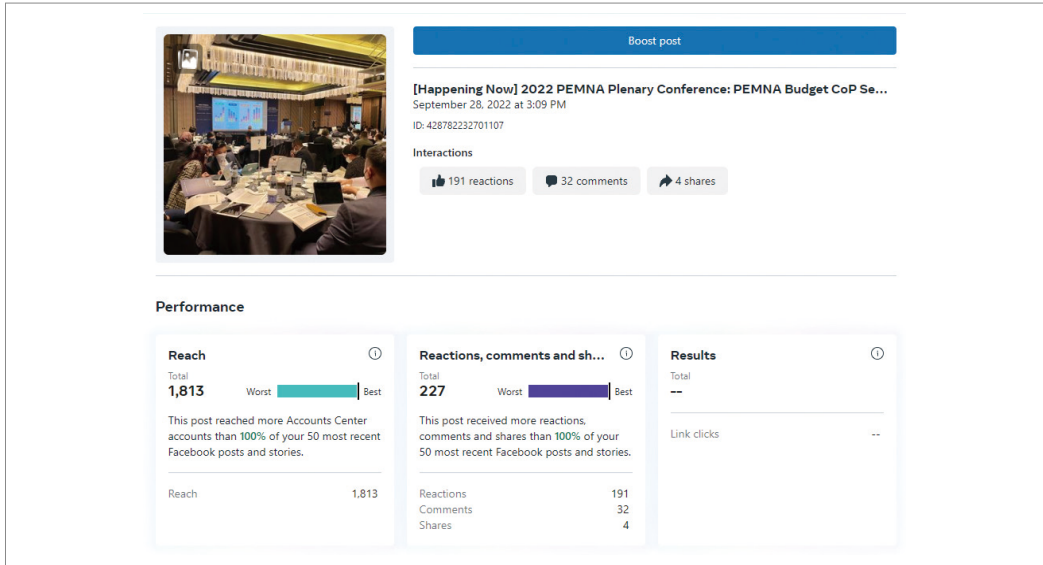 Boost post
[Happening Now] 2022 PEMNA Plenary Conference: PEMNA Budget CoP Se...
September 28, 2022 at 3:09 PM
ID: 428782232701107
Interactions
191 reactions
32 comments
4 shares
Performance
Reach
Total
1,813
Worst
Best
This post reached more Accounts Center
accounts than 100% of your 50 most recent
Facebook posts and stories.
Reach 1,813
Reactions, comments and sh...
Total
227
Worst
Best
This post received more reactions,
comments and shares than 100% of your
50 most recent Facebook posts and stories.
Reactions 191
Comments 32
Shares 4
Results
Total
--
Link clicks --